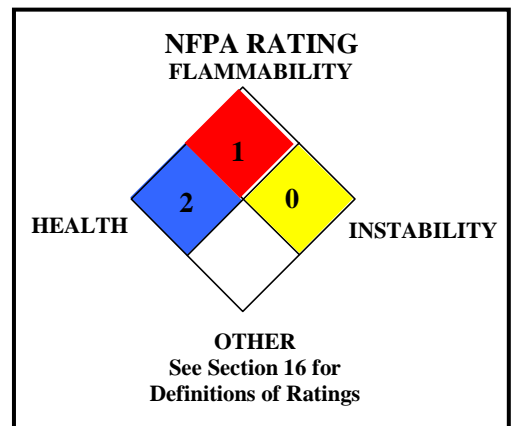 NFPA RATING
FLAMMABILITY
1
2
0
HEALTH
INSTABILITY
OTHER
See Section 16 for
Definitions of Ratings